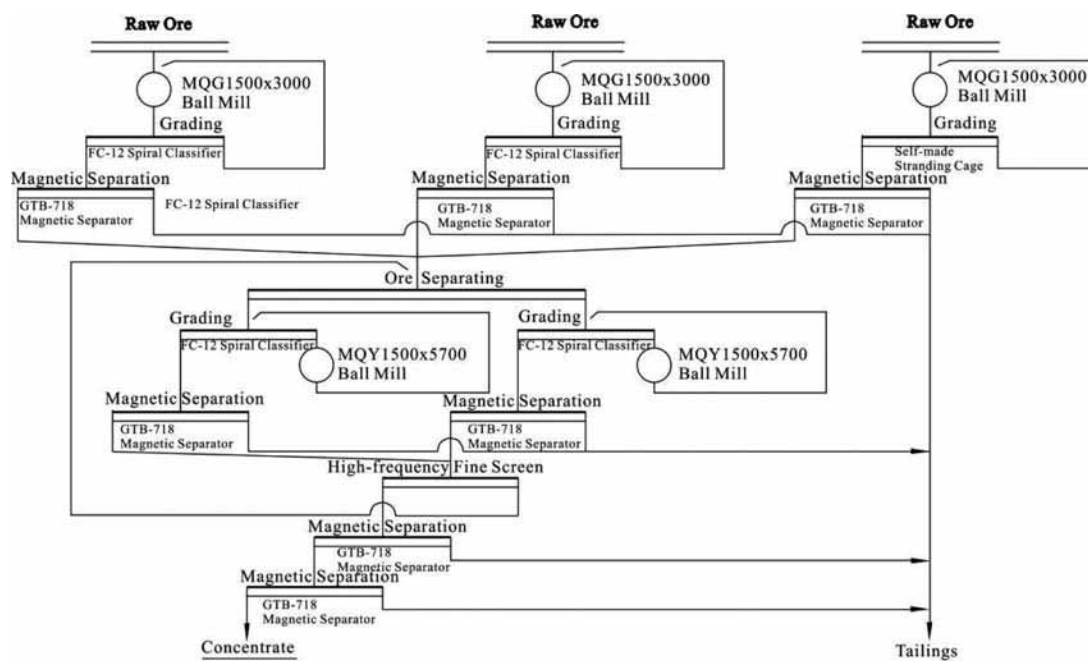 Raw Ore
Raw Ore
Raw Ore
MQG1500x3000
Ball Mill
MQG1500x3000
Ball Mill
MQG1500x3000
Ball Mill
Grading
Grading
Grading
FC-12 Spiral Classifier
FC-12 Spiral Classifier
Self-made
Stranding Cage
Magnetic Separation
Magnetic Separation
Magnetic Separation
GTB-718
Magnetic Separator
FC-12 Spiral Classifier
GTB-718
Magnetic Separator
GTB-718
Magnetic Separator
Ore Separating
Grading
Grading
FC-12 Spiral Classifier
FC-12 Spiral Classifier
MQY1500x5700
Ball Mill
MQY1500x5700
Ball Mill
Magnetic Separation
Magnetic Separation
GTB-718
Magnetic Separator
GTB-718
Magnetic Separator
High-frequency Fine Screen
Magnetic Separation
GTB-718
Magnetic Separator
Magnetic Separation
GTB-718
Magnetic Separator
Concentrate
Tailings